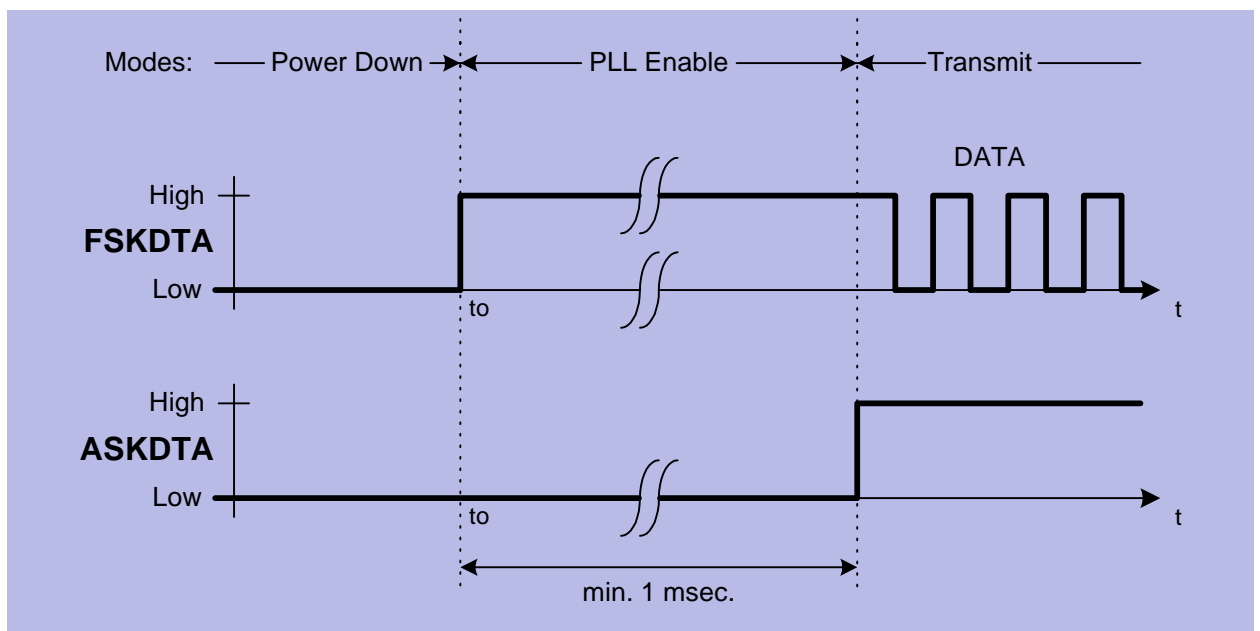 Modes: Power Down PLL Enable Transmit
DATA
High
FSKDTA
Low
to
t
High
ASKDTA
Low
to
t
min. 1 msec.